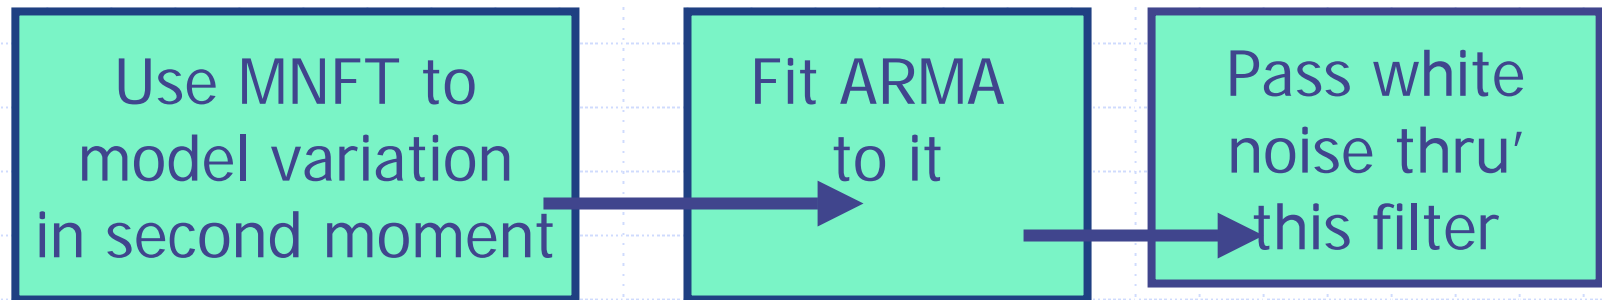 Use MNFT to
model variation
in second moment
Fit ARMA
to it
Pass white
noise thru’
this filter